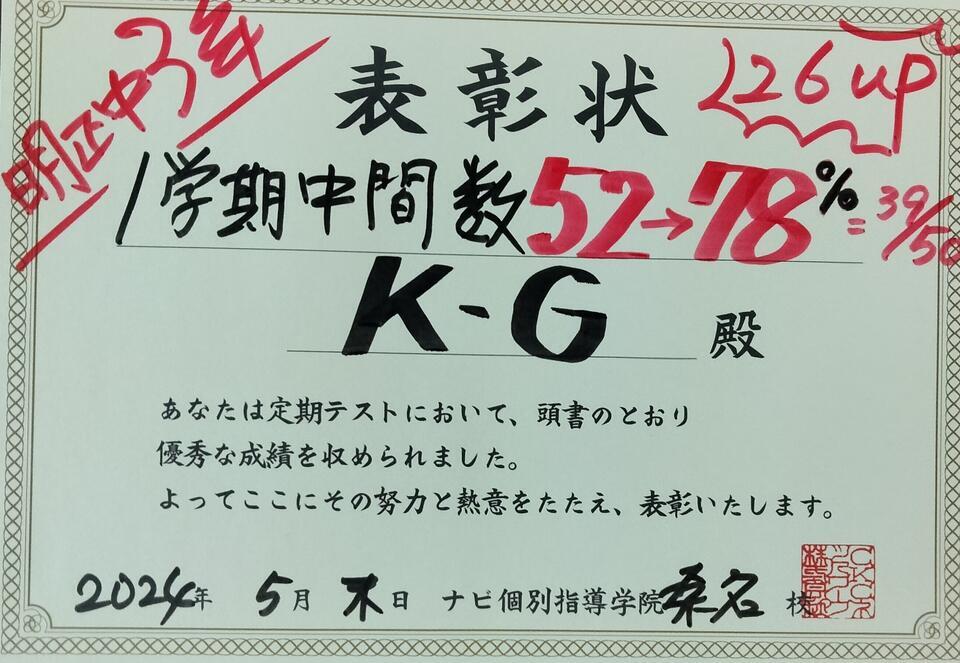 明正中3年
表彰状
26up
1学期中間数52→78%=39/50
K-G 殿
あなたは定期テストにおいて、頭書のとおり
優秀な成績を収められました。
よってここにその努力と熱意をたたえ、表彰いたします。
2024年 5月 末日 ナビ個別指導学院桑名 校